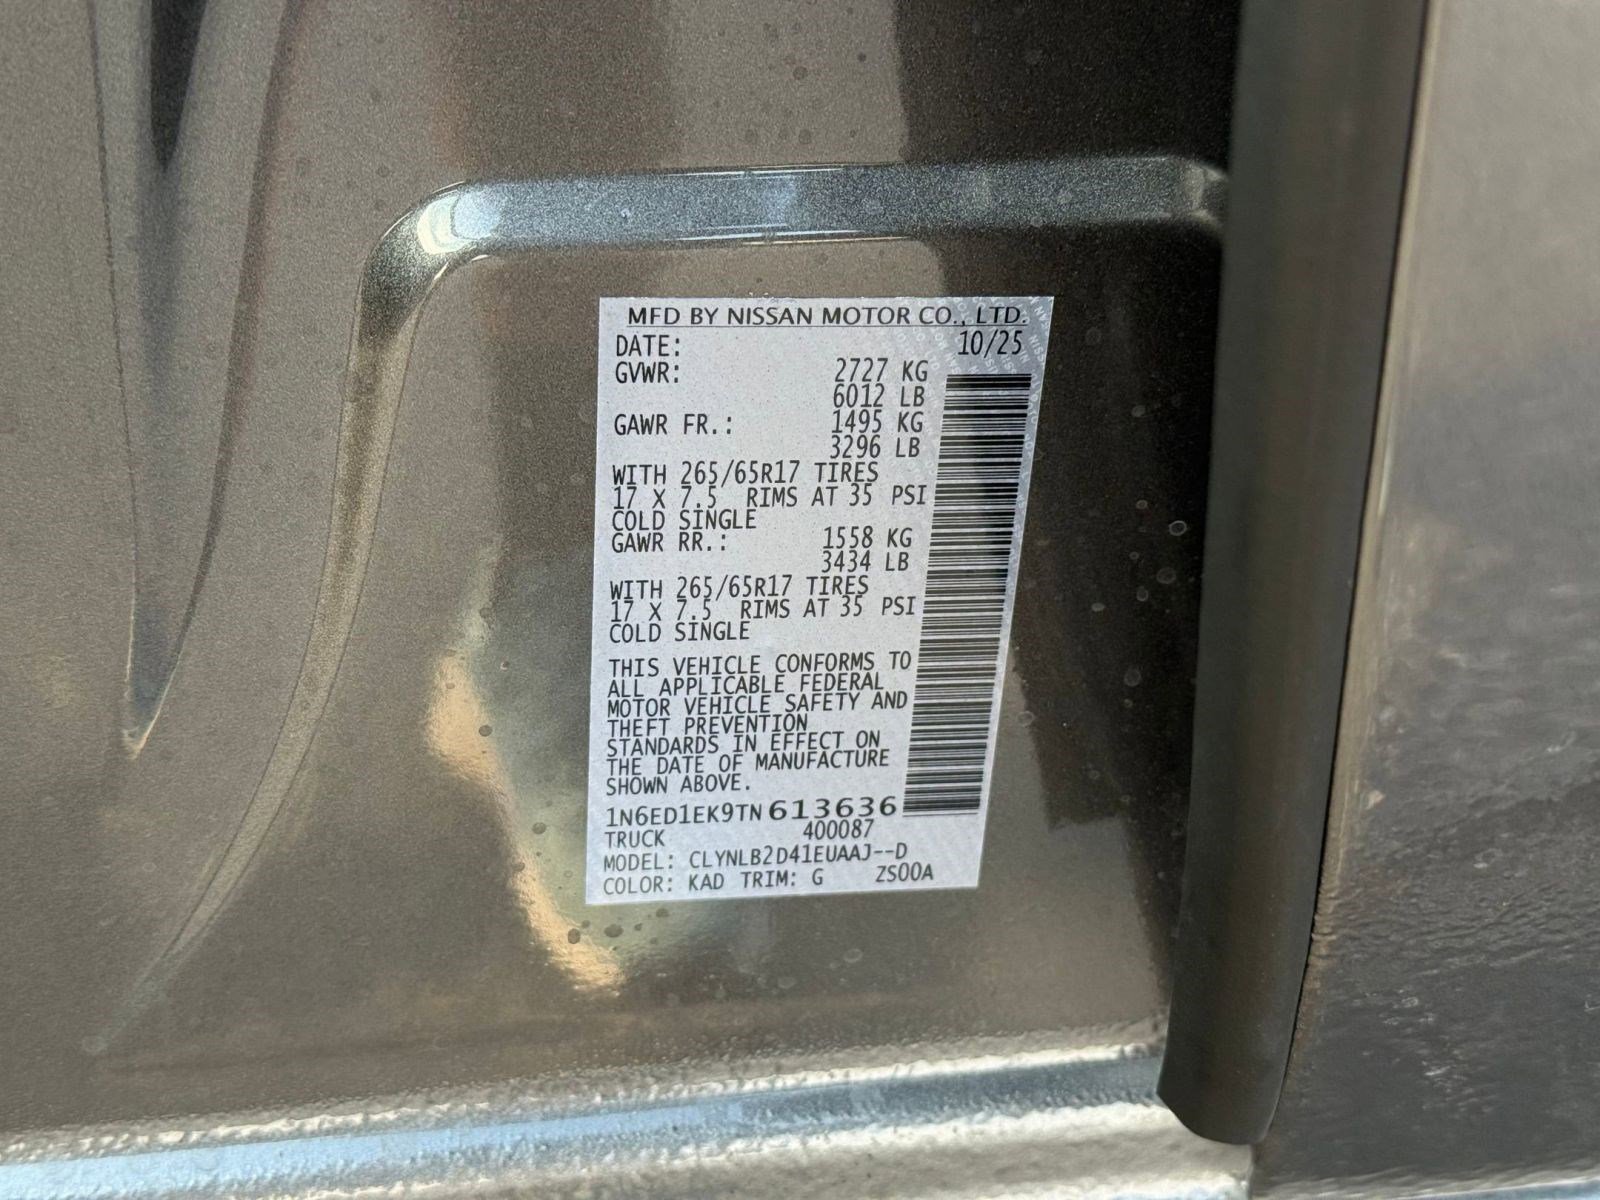 MFD BY NISSAN MOTOR CO., LTD.
DATE: 10/25
GVWR: 2727 KG
6012 LB
GAWR FR.: 1495 KG
3296 LB
WITH 265/65R17 TIRES
17 X 7.5 RIMS AT 35 PSI
COLD SINGLE
GAWR RR.: 1558 KG
3434 LB
WITH 265/65R17 TIRES
17 X 7.5 RIMS AT 35 PSI
COLD SINGLE
THIS VEHICLE CONFORMS TO
ALL APPLICABLE FEDERAL
MOTOR VEHICLE SAFETY AND
THEFT PREVENTION
STANDARDS IN EFFECT ON
THE DATE OF MANUFACTURE
SHOWN ABOVE.
1N6ED1EK9TN613636
TRUCK 400087
MODEL: CLYNLB2D41EUAAJ--D
COLOR: KAD TRIM: G ZS00A